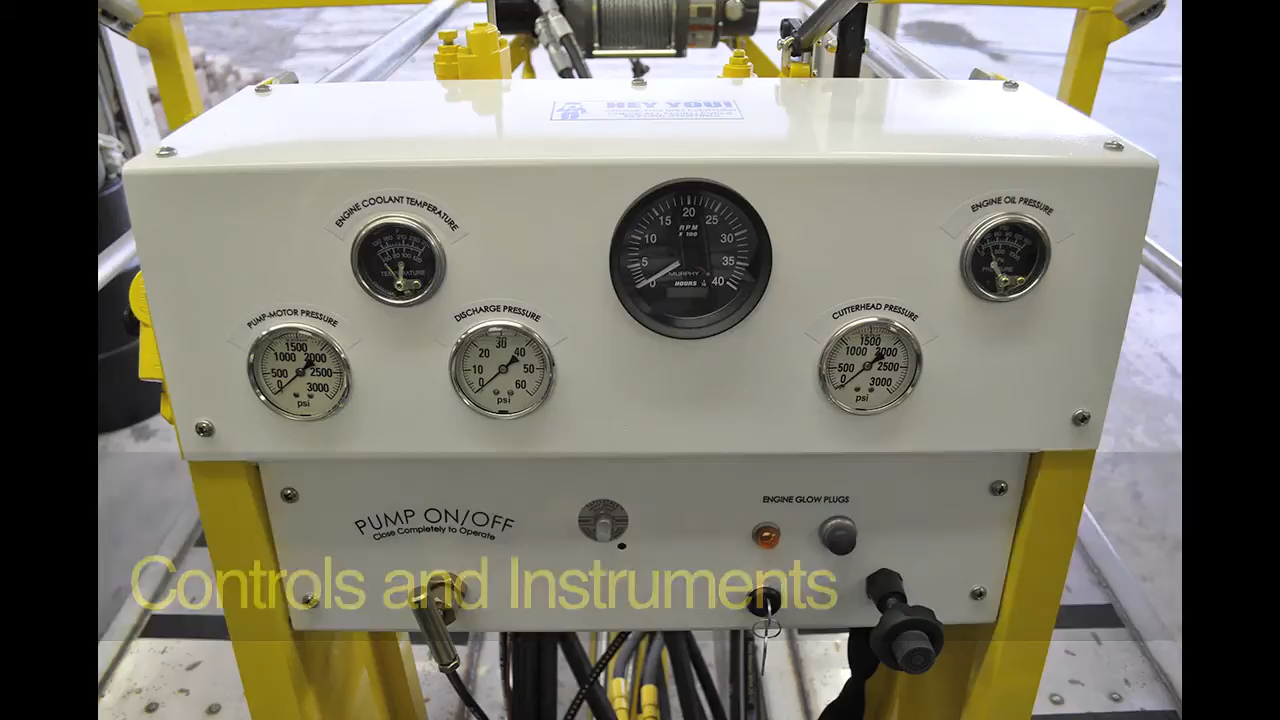 HEY YOU!
ENGINE COOLANT TEMPERATURE
TEMPERATURE
5 10 15 20 25 30 35 40
RPM
X 100
MURPHY
HOURS
ENGINE OIL PRESSURE
PUMP-MOTOR PRESSURE
0 500 1000 1500 2000 2500 3000
psi
DISCHARGE PRESSURE
0 10 20 30 40 50 60
psi
CUTTERHEAD PRESSURE
0 500 1000 1500 2000 2500 3000
psi
PUMP ON/OFF
Close Completely to Operate
ENGINE GLOW PLUGS
Controls and Instruments